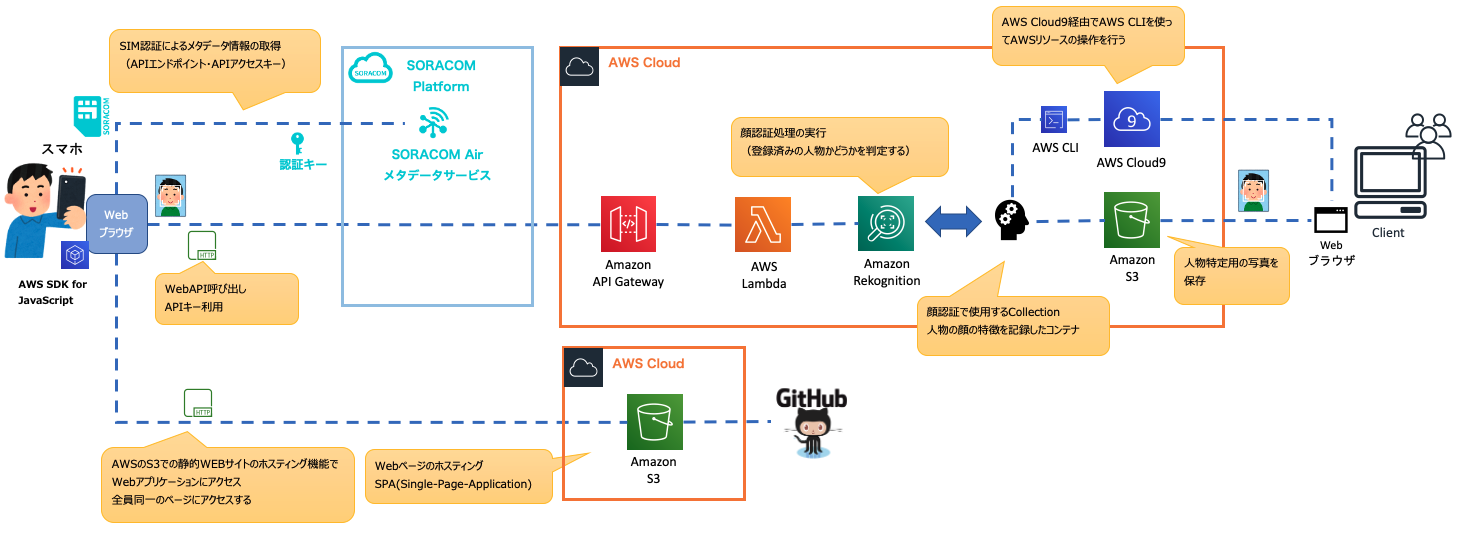 SIM認証によるメタデータ情報の取得
（APIエンドポイント・APIアクセスキー）
SORACOM
スマホ
Web
ブラウザ
AWS SDK for
JavaScript
認証キー
HTTP
WebAPI呼び出し
APIキー利用
SORACOM
SORACOM
Platform
SORACOM Air
メタデータサービス
AWS Cloud
顔認証処理の実行
（登録済みの人物かどうかを判定する）
Amazon
API Gateway
AWS
Lambda
Amazon
Rekognition
AWS Cloud9経由でAWS CLIを使っ
てAWSリソースの操作を行う
AWS CLI
9
AWS Cloud9
Amazon
S3
顔認証で使用するCollection
人物の顔の特徴を記録したコンテナ
人物特定用の写真を
保存
Web
ブラウザ
Client
HTTP
AWSのS3での静的WEBサイトのホスティング機能で
Webアプリケーションにアクセス
全員同一のページにアクセスする
Webページのホスティング
SPA(Single-Page-Application)
AWS Cloud
Amazon
S3
GitHub